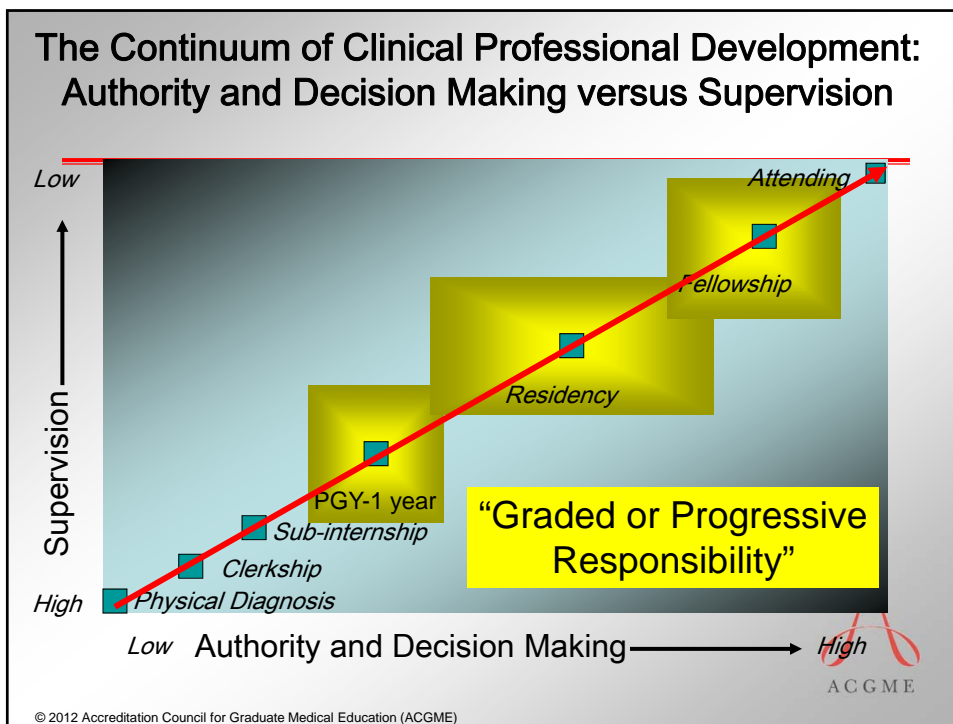 The Continuum of Clinical Professional Development:
Authority and Decision Making versus Supervision
Low
Attending
Fellowship
Residency
PGY-1 year
Sub-internship
Clerkship
Physical Diagnosis
Supervision
High
“Graded or Progressive
Responsibility”
Low
Authority and Decision Making
High
ACGME
© 2012 Accreditation Council for Graduate Medical Education (ACGME)